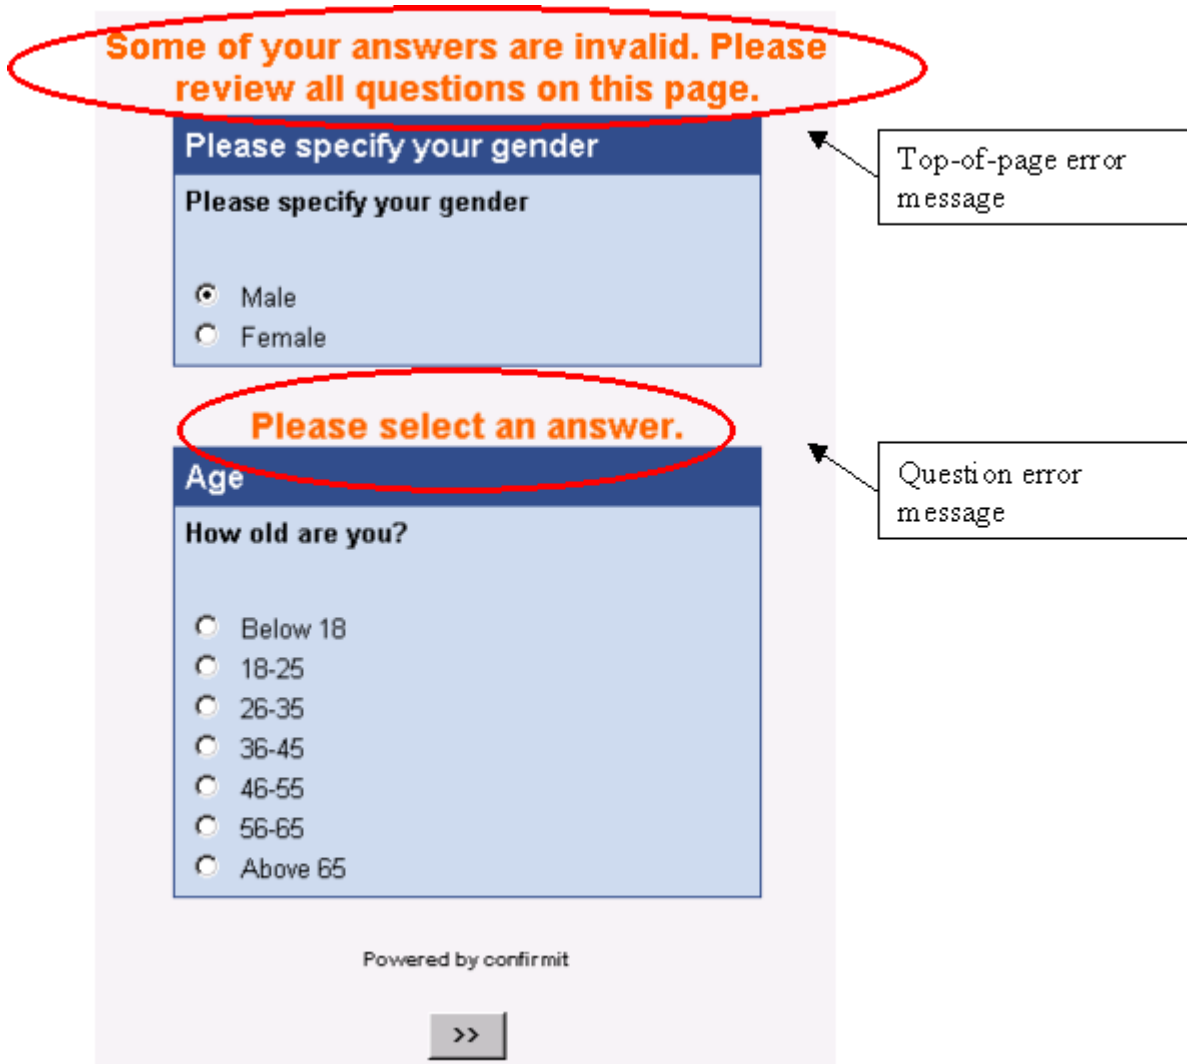 Some of your answers are invalid. Please
review all questions on this page.
Please specify your gender
Please specify your gender
Male
Female
Top-of-page error
message
Please select an answer.
Age
How old are you?
Below 18
18-25
26-35
36-45
46-55
56-65
Above 65
Question error
message
Powered by confirmit
>>